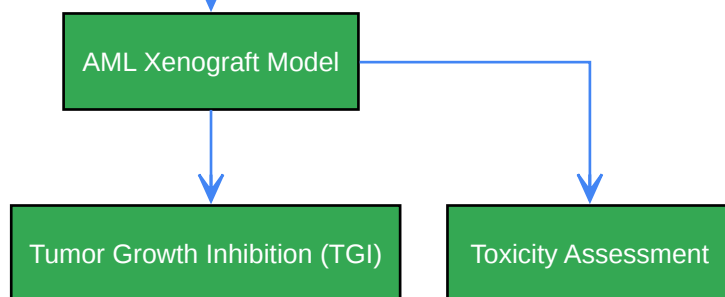 AML Xenograft Model
Tumor Growth Inhibition (TGI)
Toxicity Assessment